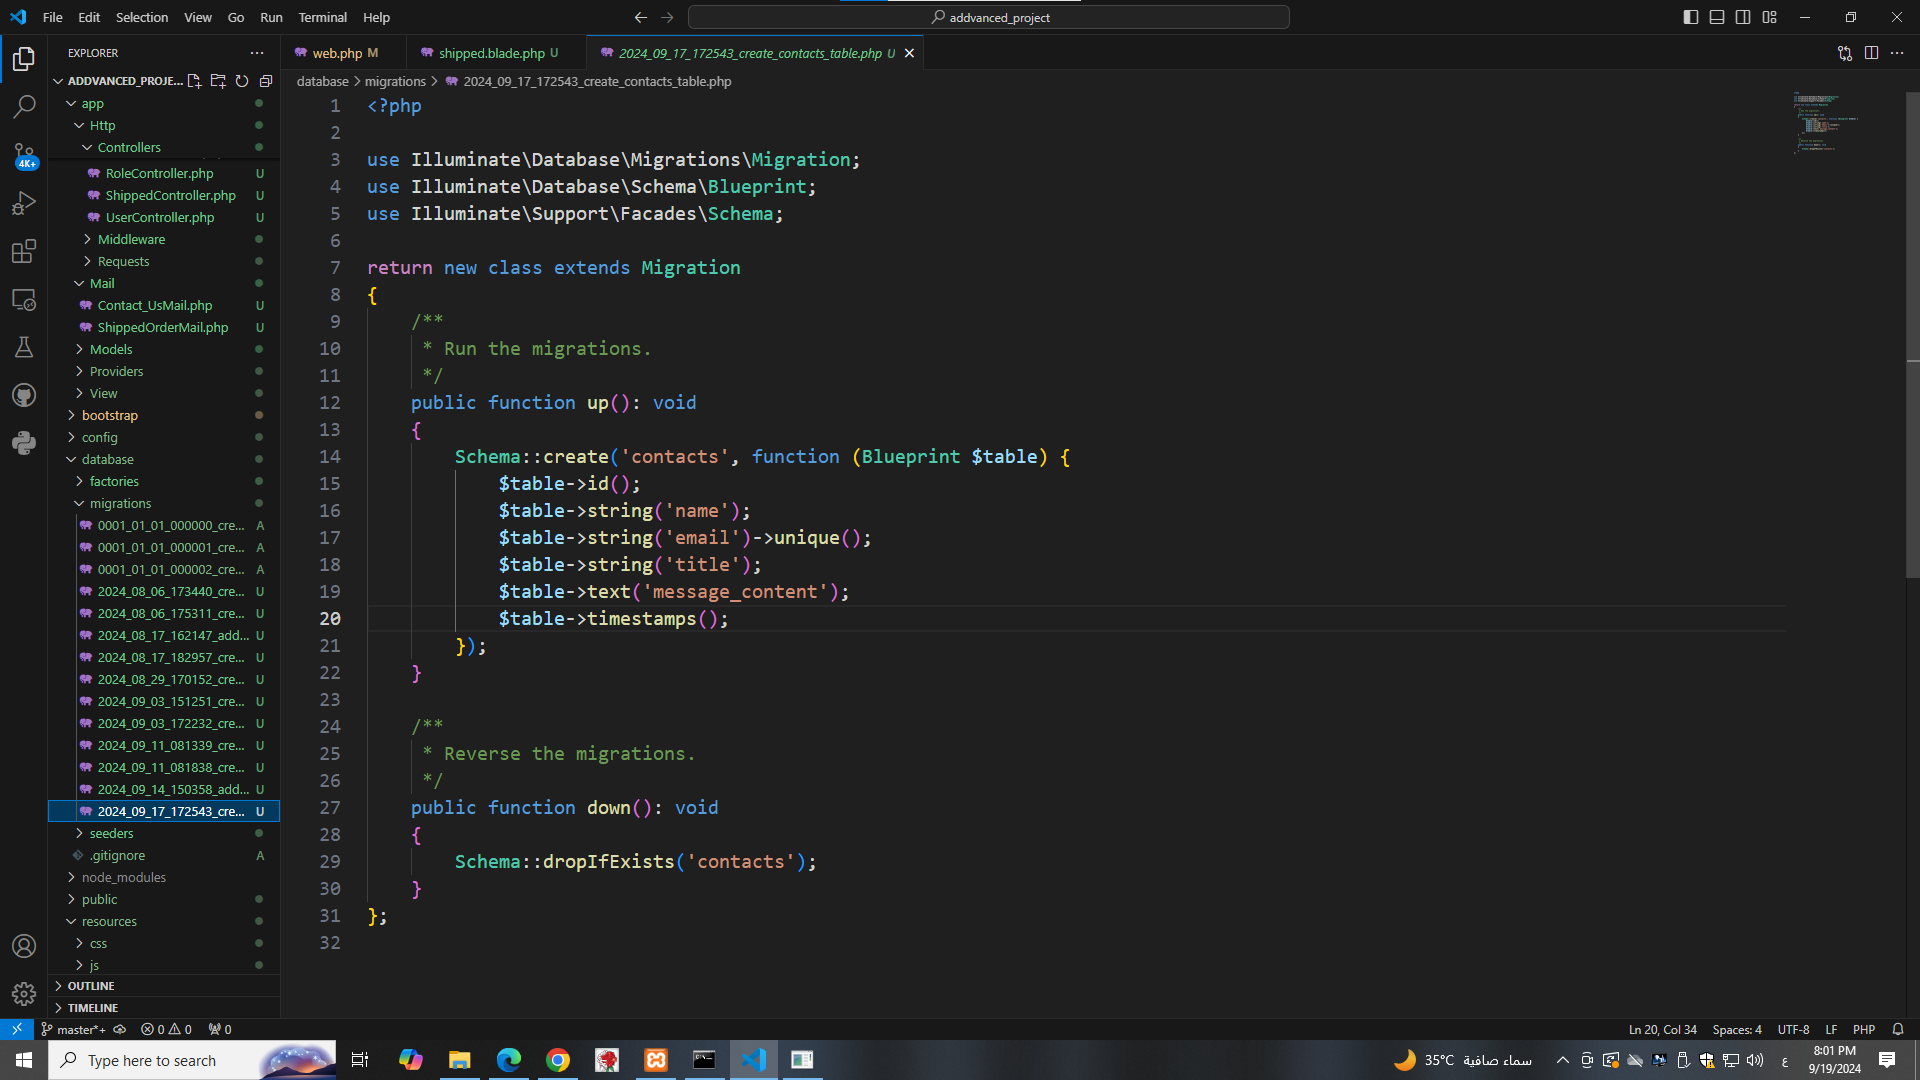 File Edit Selection View Go Run Terminal Help
addvanced_project
EXPLORER
web.php M
shipped.blade.php U
2024_09_17_172543_create_contacts_table.php U
ADDVANCED_PROJE...
database > migrations > 2024_09_17_172543_create_contacts_table.php
app
Http
Controllers
RoleController.php U
ShippedController.php U
UserController.php U
Middleware
Requests
Mail
Contact_UsMail.php U
ShippedOrderMail.php U
Models
Providers
View
bootstrap
config
database
factories
migrations
0001_01_01_000000_cre... A
0001_01_01_000001_cre... A
0001_01_01_000002_cre... A
2024_08_06_173440_cre... U
2024_08_06_175311_cre... U
2024_08_17_162147_add... U
2024_08_17_182957_cre... U
2024_08_29_170152_cre... U
2024_09_03_151251_cre... U
2024_09_03_172232_cre... U
2024_09_11_081339_cre... U
2024_09_11_081838_cre... U
2024_09_14_150358_add... U
2024_09_17_172543_cre... U
seeders
.gitignore A
node_modules
public
resources
css
js
OUTLINE
TIMELINE
4K+
1 <?php
2
3 use Illuminate\Database\Migrations\Migration;
4 use Illuminate\Database\Schema\Blueprint;
5 use Illuminate\Support\Facades\Schema;
6
7 return new class extends Migration
8 {
9 /**
10 * Run the migrations.
11 */
12 public function up(): void
13 {
14 Schema::create('contacts', function (Blueprint $table) {
15 $table->id();
16 $table->string('name');
17 $table->string('email')->unique();
18 $table->string('title');
19 $table->text('message_content');
20 $table->timestamps();
21 });
22 }
23
24 /**
25 * Reverse the migrations.
26 */
27 public function down(): void
28 {
29 Schema::dropIfExists('contacts');
30 }
31 };
32
master*+ 0 0 0
Ln 20, Col 34 Spaces: 4 UTF-8 LF PHP
Type here to search
35°C سماء صافية
ع
8:01 PM
9/19/2024